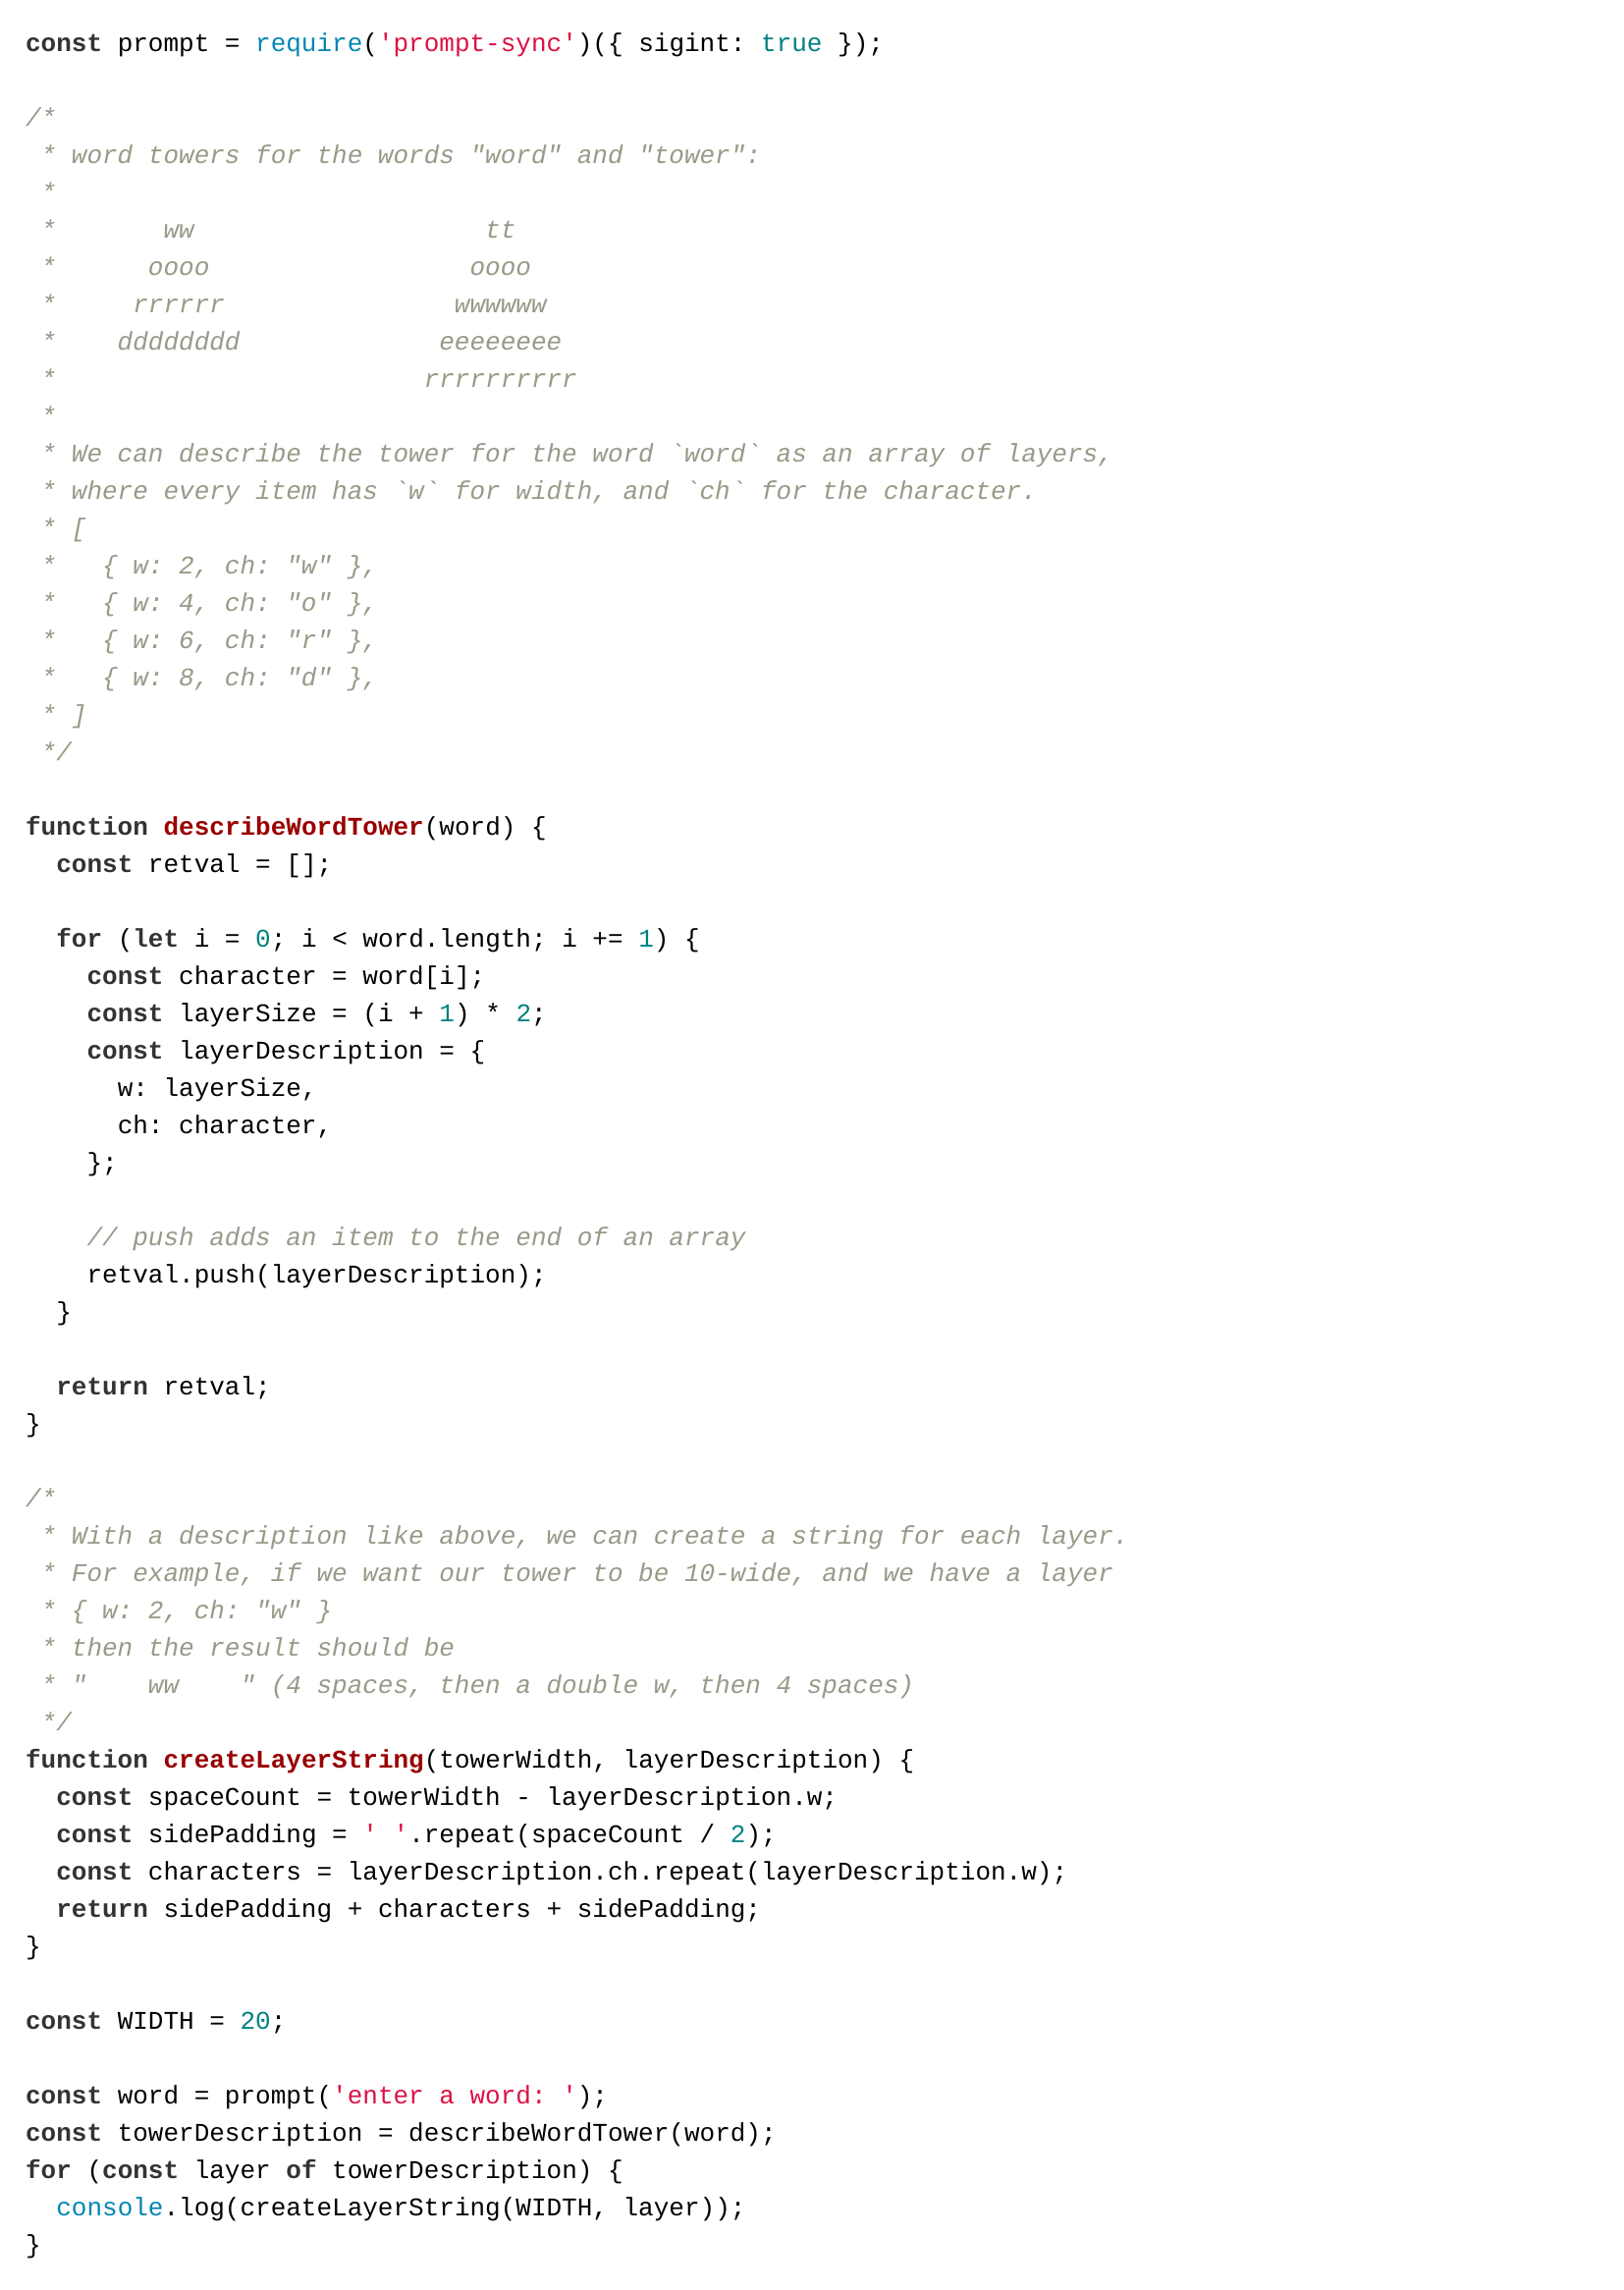 const prompt = require('prompt-sync')({ sigint: true });

/*
 * word towers for the words "word" and "tower":
 *
 *       ww                   tt
 *      oooo                 oooo
 *     rrrrrr               wwwwww
 *    dddddddd             eeeeeeee
 *                        rrrrrrrrrr
 *
 * We can describe the tower for the word `word` as an array of layers,
 * where every item has `w` for width, and `ch` for the character.
 * [
 *   { w: 2, ch: "w" },
 *   { w: 4, ch: "o" },
 *   { w: 6, ch: "r" },
 *   { w: 8, ch: "d" },
 * ]
 */

function describeWordTower(word) {
  const retval = [];

  for (let i = 0; i < word.length; i += 1) {
    const character = word[i];
    const layerSize = (i + 1) * 2;
    const layerDescription = {
      w: layerSize,
      ch: character,
    };

    // push adds an item to the end of an array
    retval.push(layerDescription);
  }

  return retval;
}

/*
 * With a description like above, we can create a string for each layer.
 * For example, if we want our tower to be 10-wide, and we have a layer
 * { w: 2, ch: "w" }
 * then the result should be
 * "    ww    " (4 spaces, then a double w, then 4 spaces)
 */
function createLayerString(towerWidth, layerDescription) {
  const spaceCount = towerWidth - layerDescription.w;
  const sidePadding = ' '.repeat(spaceCount / 2);
  const characters = layerDescription.ch.repeat(layerDescription.w);
  return sidePadding + characters + sidePadding;
}

const WIDTH = 20;

const word = prompt('enter a word: ');
const towerDescription = describeWordTower(word);
for (const layer of towerDescription) {
  console.log(createLayerString(WIDTH, layer));
}